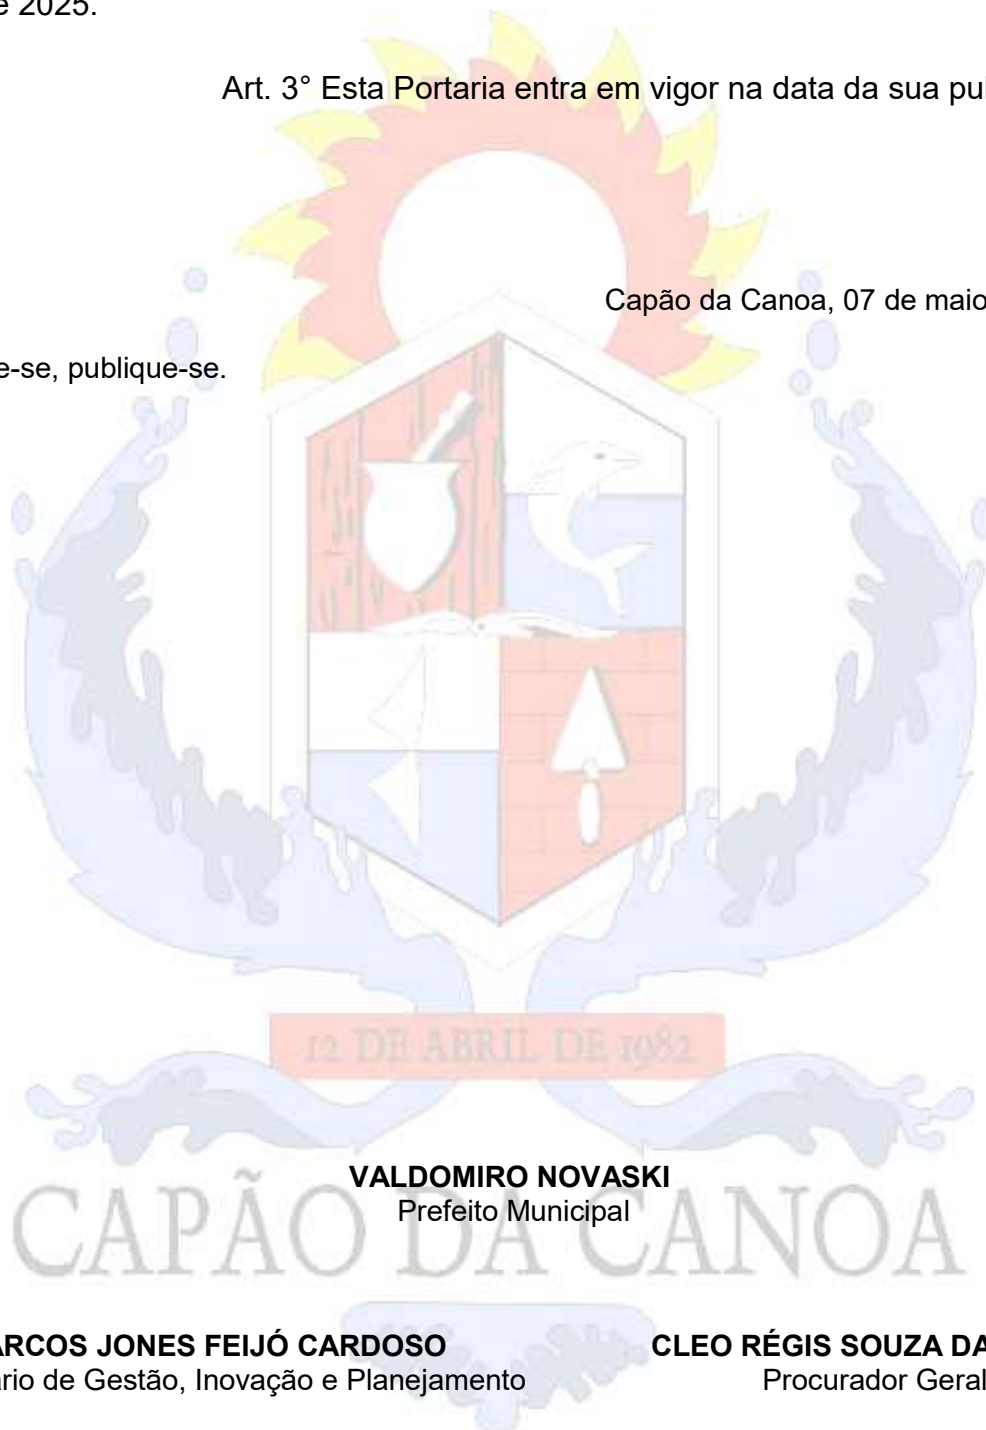 e 2025.
Art. 3° Esta Portaria entra em vigor na data da sua pu
Capão da Canoa, 07 de maio
e-se, publique-se.
12 DE ABRIL DE 1982
VALDOMIRO NOVASKI
Prefeito Municipal
CAPÃO DA CANOA
ARCOS JONES FEIJÓ CARDOSO
CLEO RÉGIS SOUZA DA
ário de Gestão, Inovação e Planejamento
Procurador Geral